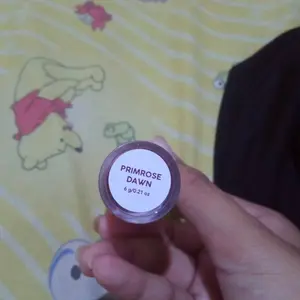 PRIMROSE
DAWN
6 g/0.21 oz